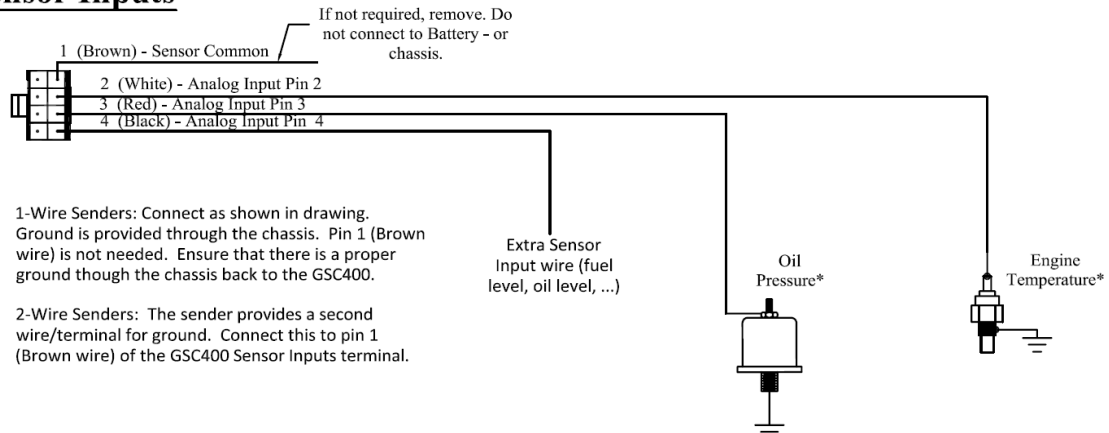 If not required, remove. Do
not connect to Battery - or
chassis.
1 (Brown) - Sensor Common
2 (White) - Analog Input Pin 2
3 (Red) - Analog Input Pin 3
4 (Black) - Analog Input Pin 4
1-Wire Senders: Connect as shown in drawing.
Ground is provided through the chassis. Pin 1 (Brown
wire) is not needed. Ensure that there is a proper
ground though the chassis back to the GSC400.
2-Wire Senders: The sender provides a second
wire/terminal for ground. Connect this to pin 1
(Brown wire) of the GSC400 Sensor Inputs terminal.
Extra Sensor
Input wire (fuel
level, oil level, ...)
Oil
Pressure*
Engine
Temperature*